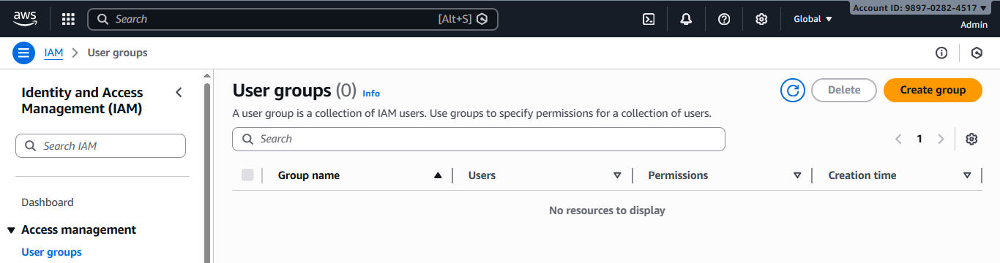 aws
Search
[Alt+S]
Global
Account ID: 9897-0282-4517
Admin
IAM
User groups
Identity and Access
Management (IAM)
Search IAM
Dashboard
Access management
User groups
User groups (0) Info
Delete
Create group
A user group is a collection of IAM users. Use groups to specify permissions for a collection of users.
Search
1
Group name
Users
Permissions
Creation time
No resources to display